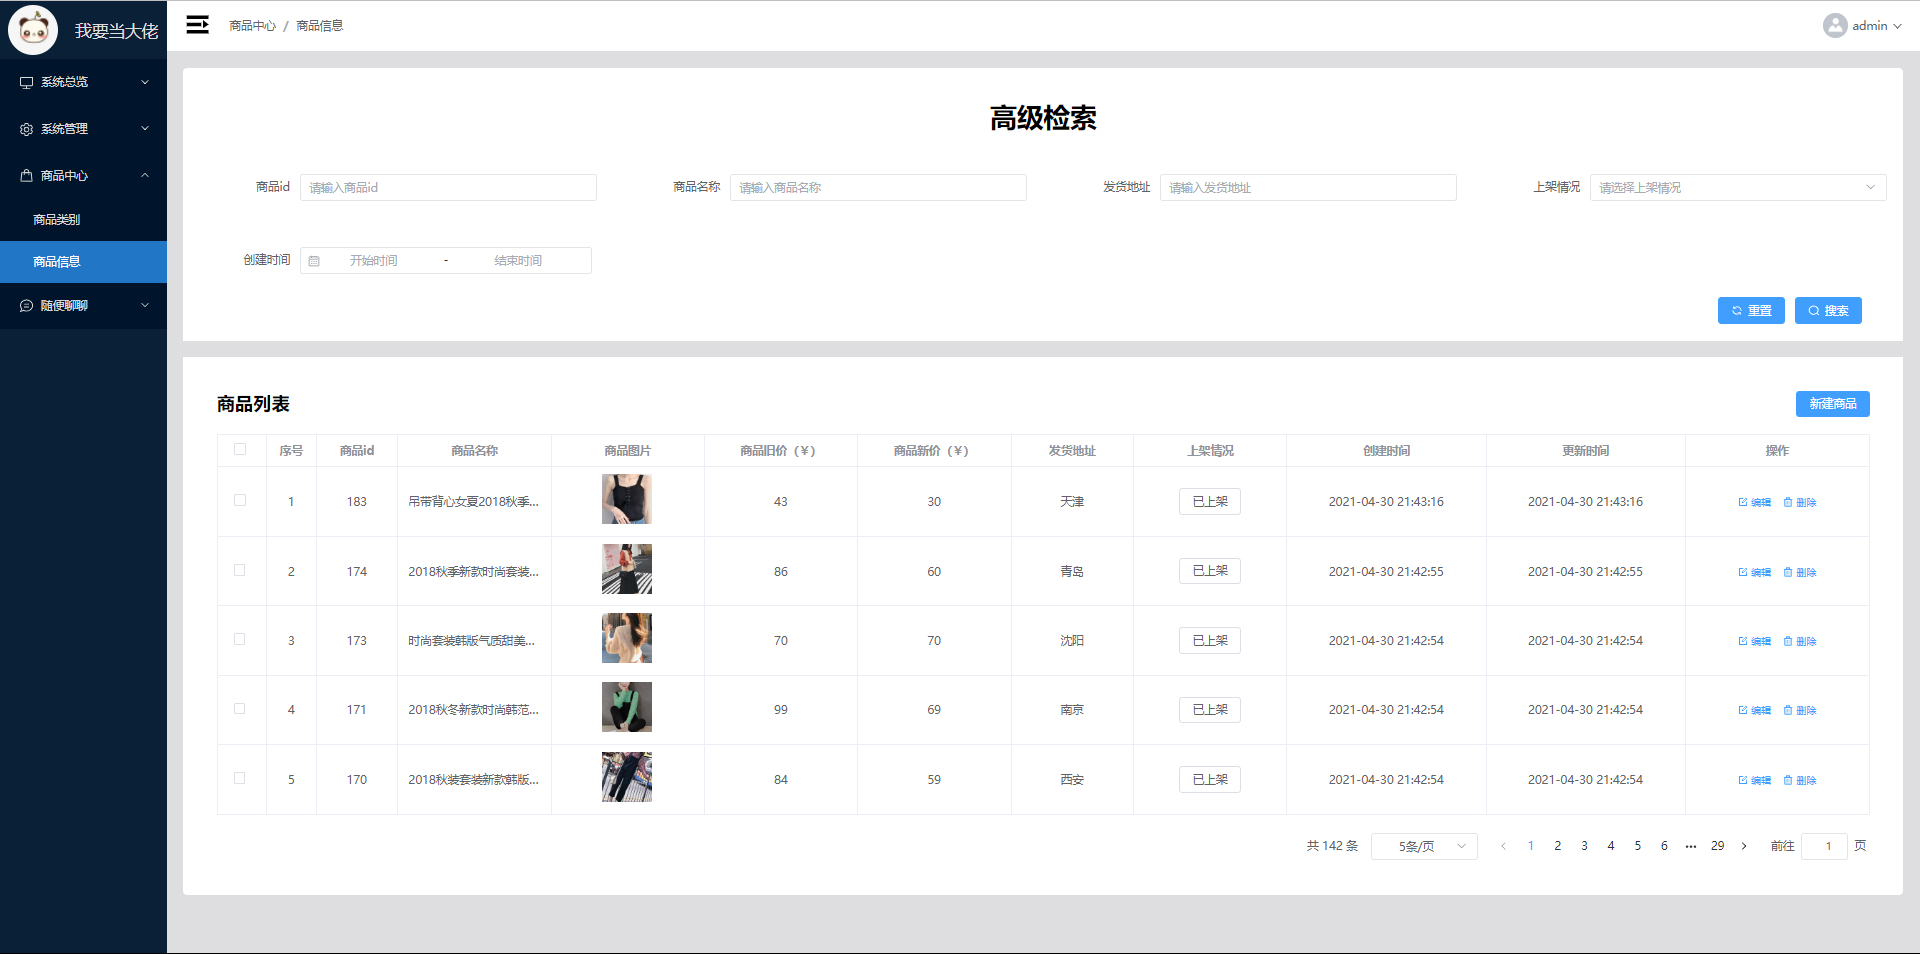 我要当大佬
商品中心 / 商品信息
admin
系统总览
系统管理
商品中心
商品类别
商品信息
随便聊聊
高级检索
商品id 请输入商品id 商品名称 请输入商品名称 发货地址 请输入发货地址 上架情况 请选择上架情况
创建时间 开始时间 - 结束时间
重置 搜索
商品列表 新建商品
序号 商品id 商品名称 商品图片 商品旧价（¥） 商品新价（¥） 发货地址 上架情况 创建时间 更新时间 操作
1 183 吊带背心女夏2018秋季... 43 30 天津 已上架 2021-04-30 21:43:16 2021-04-30 21:43:16 编辑 删除
2 174 2018秋季新款时尚套装... 86 60 青岛 已上架 2021-04-30 21:42:55 2021-04-30 21:42:55 编辑 删除
3 173 时尚套装韩版气质甜美... 70 70 沈阳 已上架 2021-04-30 21:42:54 2021-04-30 21:42:54 编辑 删除
4 171 2018秋冬新款时尚韩范... 99 69 南京 已上架 2021-04-30 21:42:54 2021-04-30 21:42:54 编辑 删除
5 170 2018秋装套装新款韩版... 84 59 西安 已上架 2021-04-30 21:42:54 2021-04-30 21:42:54 编辑 删除
共 142 条 5条/页 1 2 3 4 5 6 ••• 29 前往 1 页